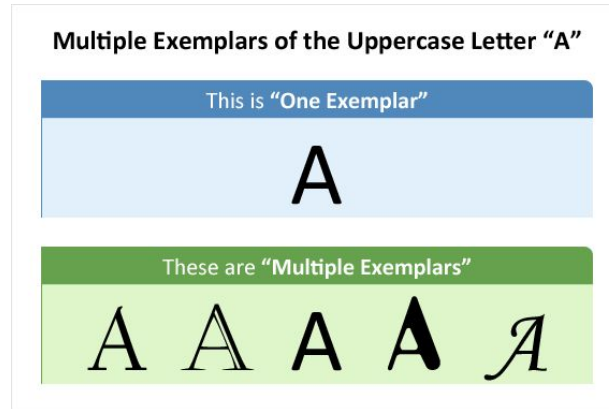 Multiple Exemplars of the Uppercase Letter “A”
This is “One Exemplar”
A
These are “Multiple Exemplars”
A A A A A